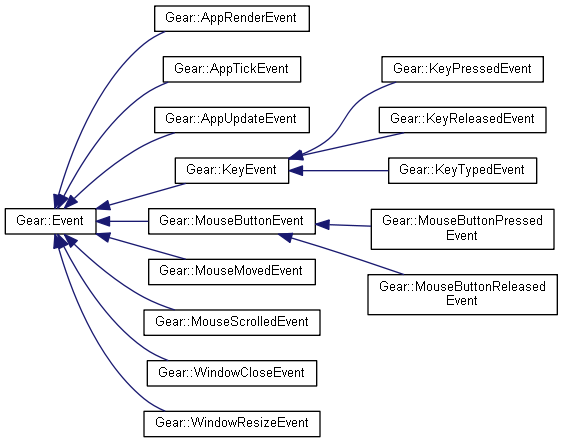 Gear::AppRenderEvent
Gear::AppTickEvent
Gear::KeyPressedEvent
Gear::AppUpdateEvent
Gear::KeyReleasedEvent
Gear::KeyEvent
Gear::KeyTypedEvent
Gear::Event
Gear::MouseButtonEvent
Gear::MouseButtonPressed
Event
Gear::MouseMovedEvent
Gear::MouseButtonReleased
Event
Gear::MouseScrolledEvent
Gear::WindowCloseEvent
Gear::WindowResizeEvent